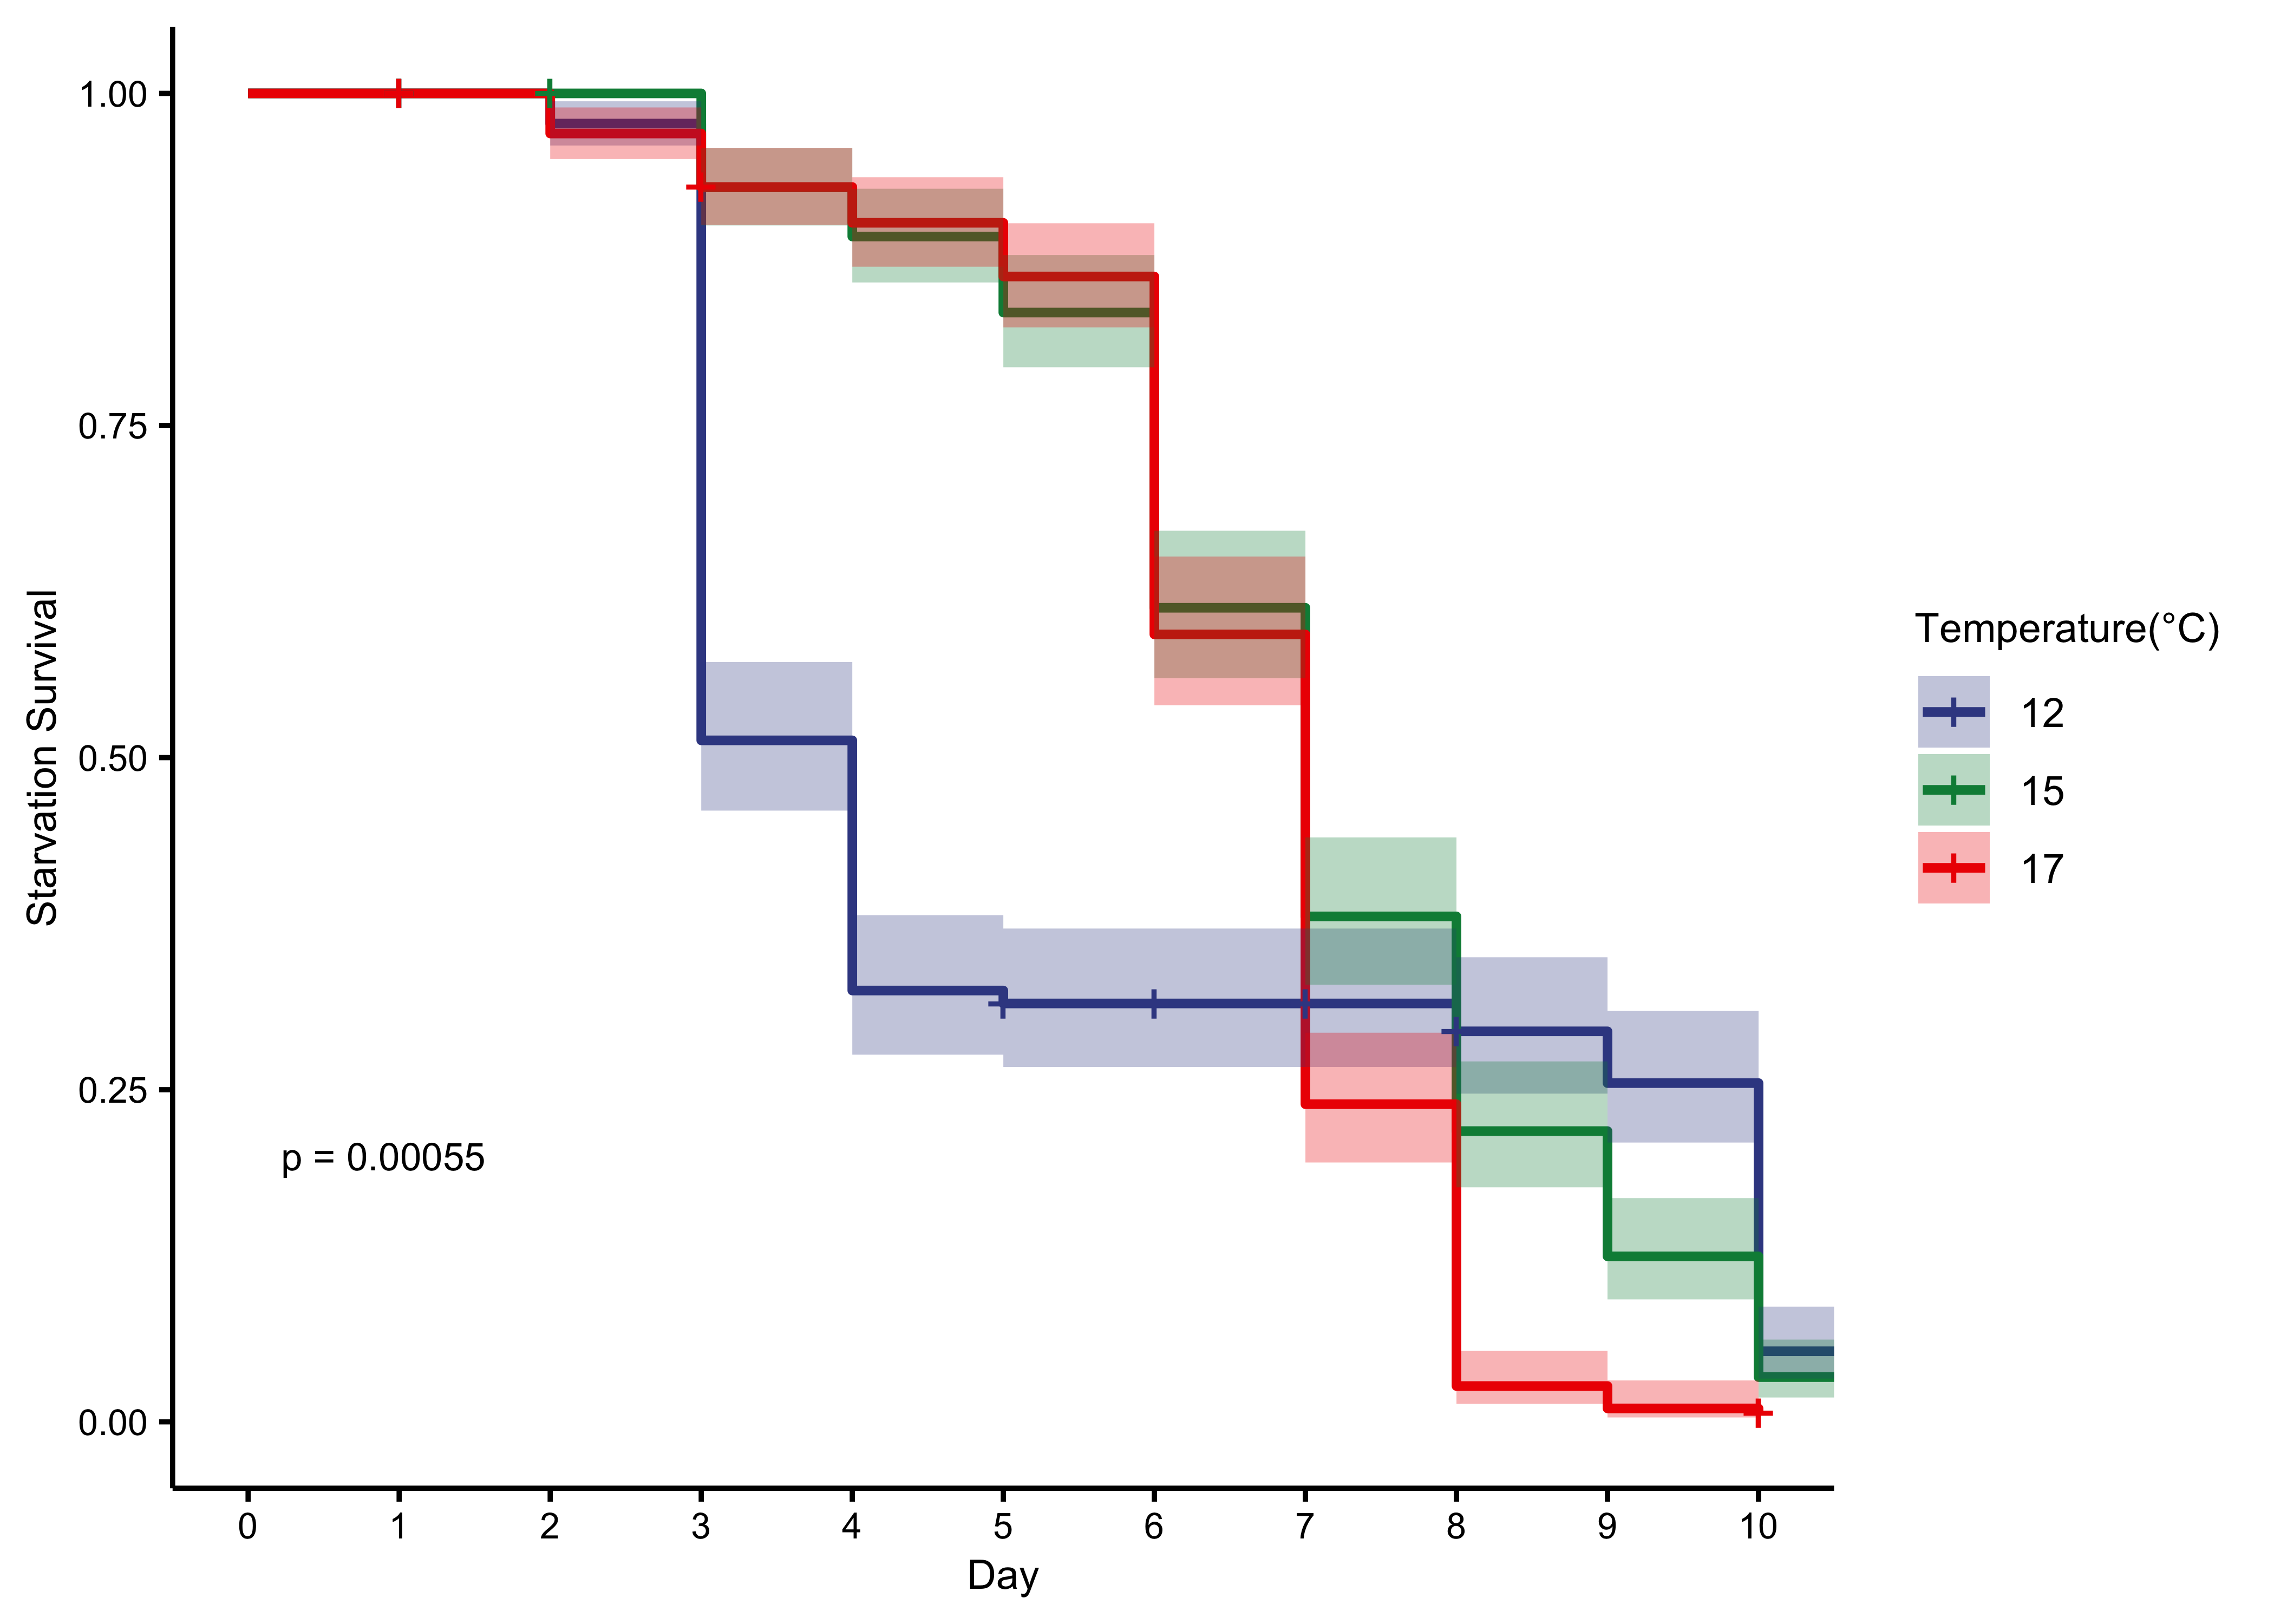 1.00
0.75
0.50
0.25
0.00
Starvation Survival
p = 0.00055
0 1 2 3 4 5 6 7 8 9 10
Day
Temperature(°C)
12
15
17